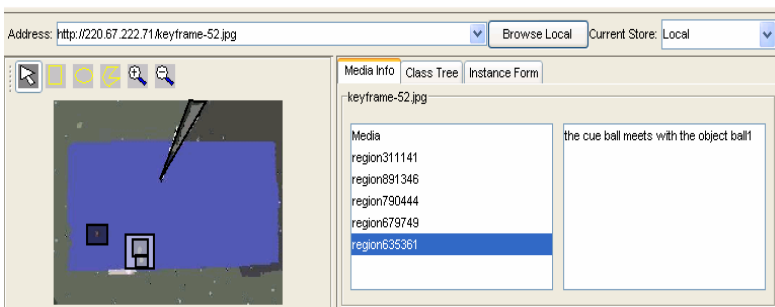 Address: http://220.67.222.71/keyframe-52.jpg Browse Local Current Store: Local
Media Info Class Tree Instance Form
keyframe-52.jpg
Media
region311141
region891346
region790444
region679749
region635361
the cue ball meets with the object ball1